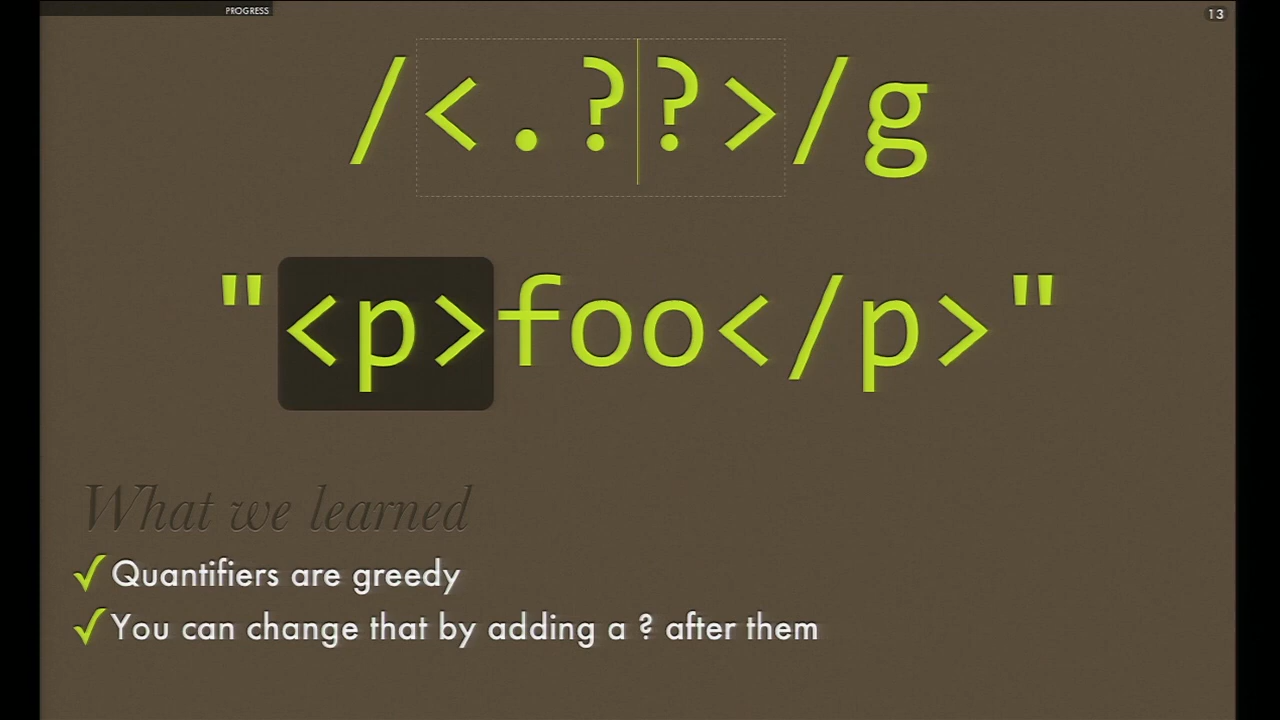 PROGRESS
13
/<.??>/g
"<p>foo</p>"
What we learned
✓ Quantifiers are greedy
✓ You can change that by adding a ? after them